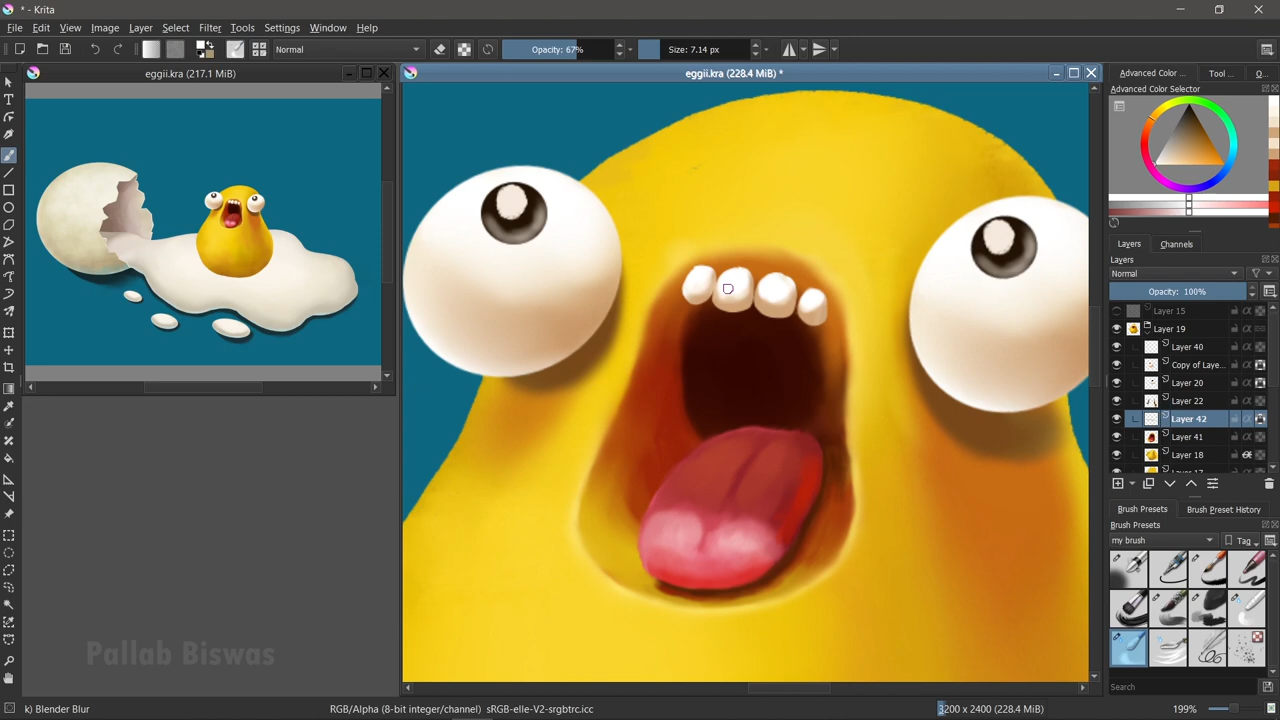 * - Krita
File Edit View Image Layer Select Filter Tools Settings Window Help
Normal Opacity: 67% Size: 7.14 px
eggii.kra (217.1 MiB)
eggii.kra (228.4 MiB) *
Advanced Color ... Tool ... O...
Advanced Color Selector
Layers Channels
Layers
Normal
Opacity: 100%
Layer 15
Layer 19
Layer 40
Copy of Laye...
Layer 20
Layer 22
Layer 42
Layer 41
Layer 18
Layer 17
Brush Presets Brush Preset History
Brush Presets
my brush Tag
Search
Pallab Biswas
k) Blender Blur RGB/Alpha (8-bit integer/channel) sRGB-elle-V2-srgbtrc.icc 3200 x 2400 (228.4 MiB) 199%